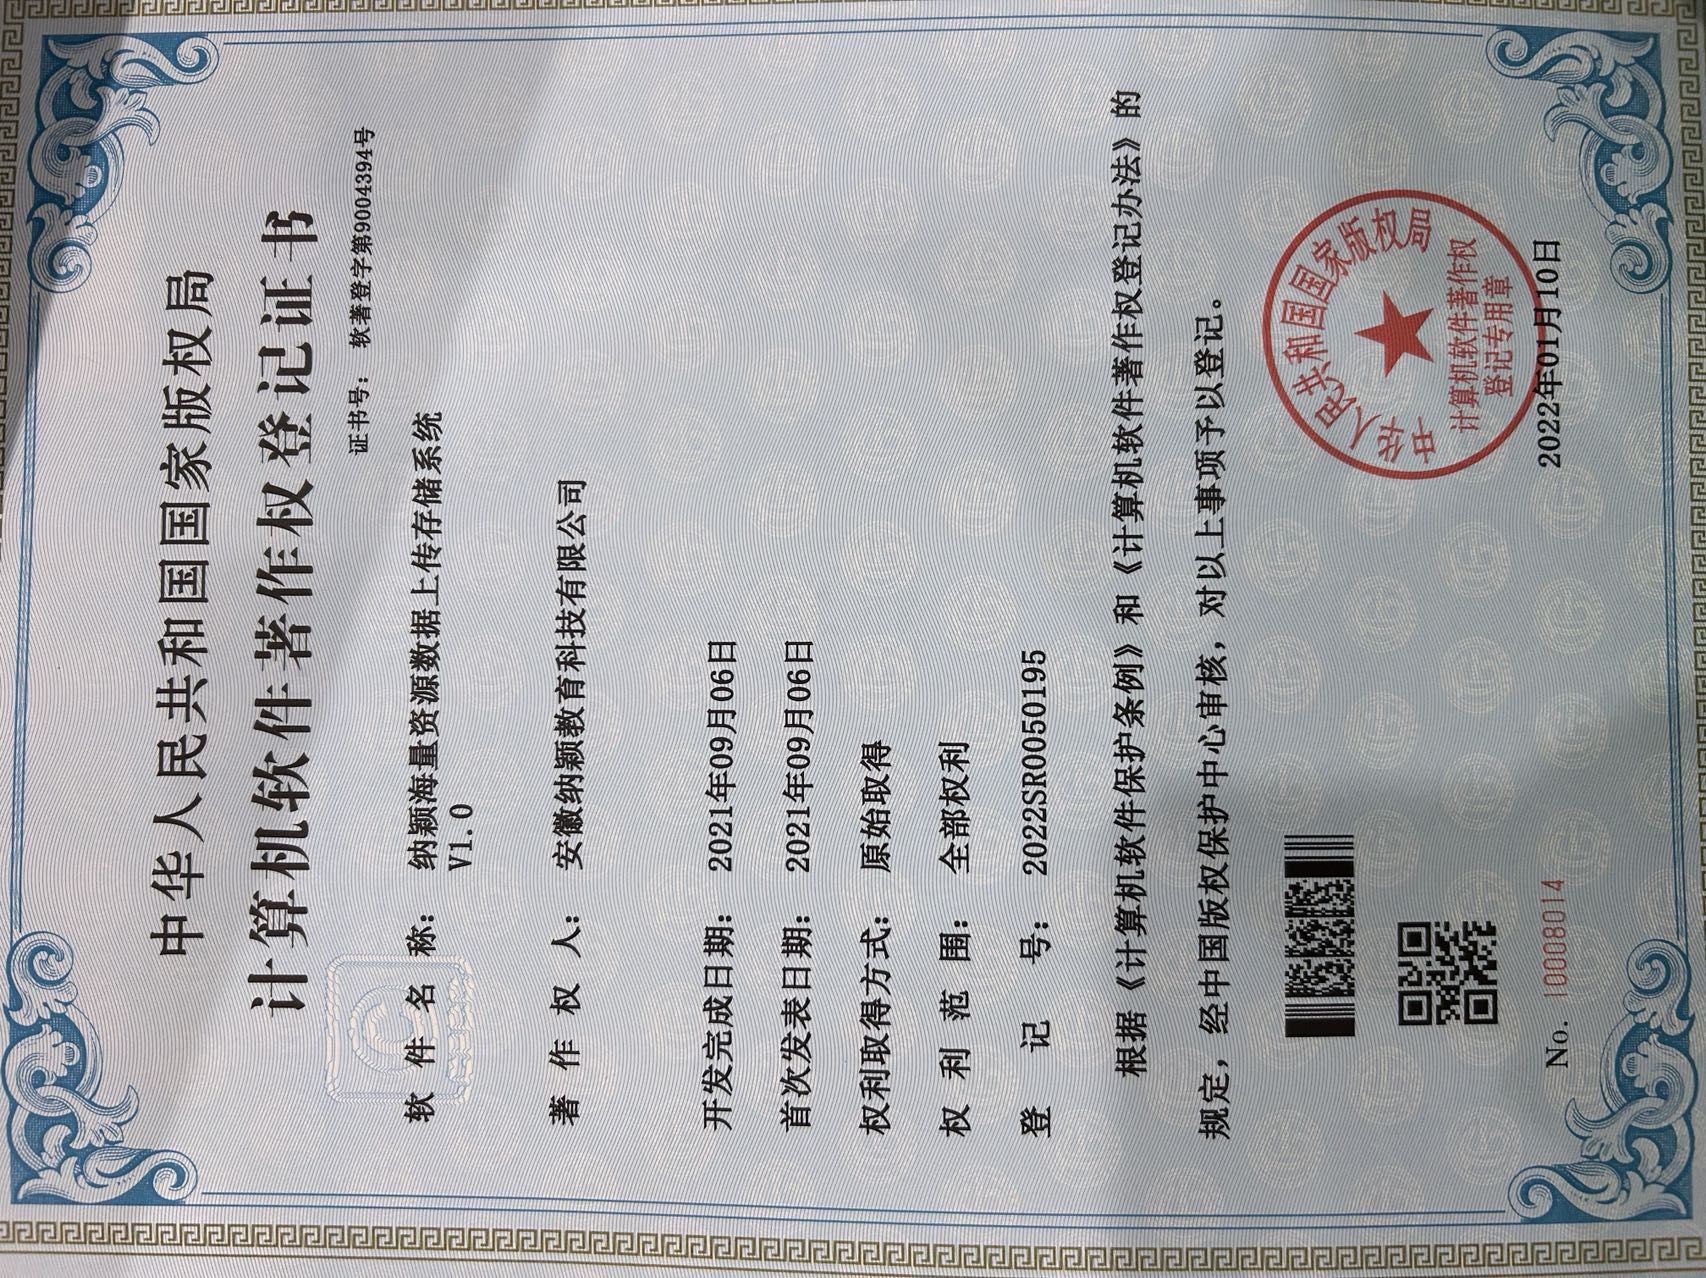 中华人民共和国国家版权局
计算机软件著作权登记证书
证书号： 软著登字第9004394号
软件名称： 纳颖海量资源数据上传存储系统
V1.0
著作权人： 安徽纳颖教育科技有限公司
开发完成日期： 2021年09月06日
首次发表日期： 2021年09月06日
权利取得方式： 原始取得
权利范围： 全部权利
登记号： 2022SR0050195
根据《计算机软件保护条例》和《计算机软件著作权登记办法》的
规定，经中国版权保护中心审核，对以上事项予以登记。
中华人民共和国国家版权局
计算机软件著作权
登记专用章
2022年01月10日
No. 10008014